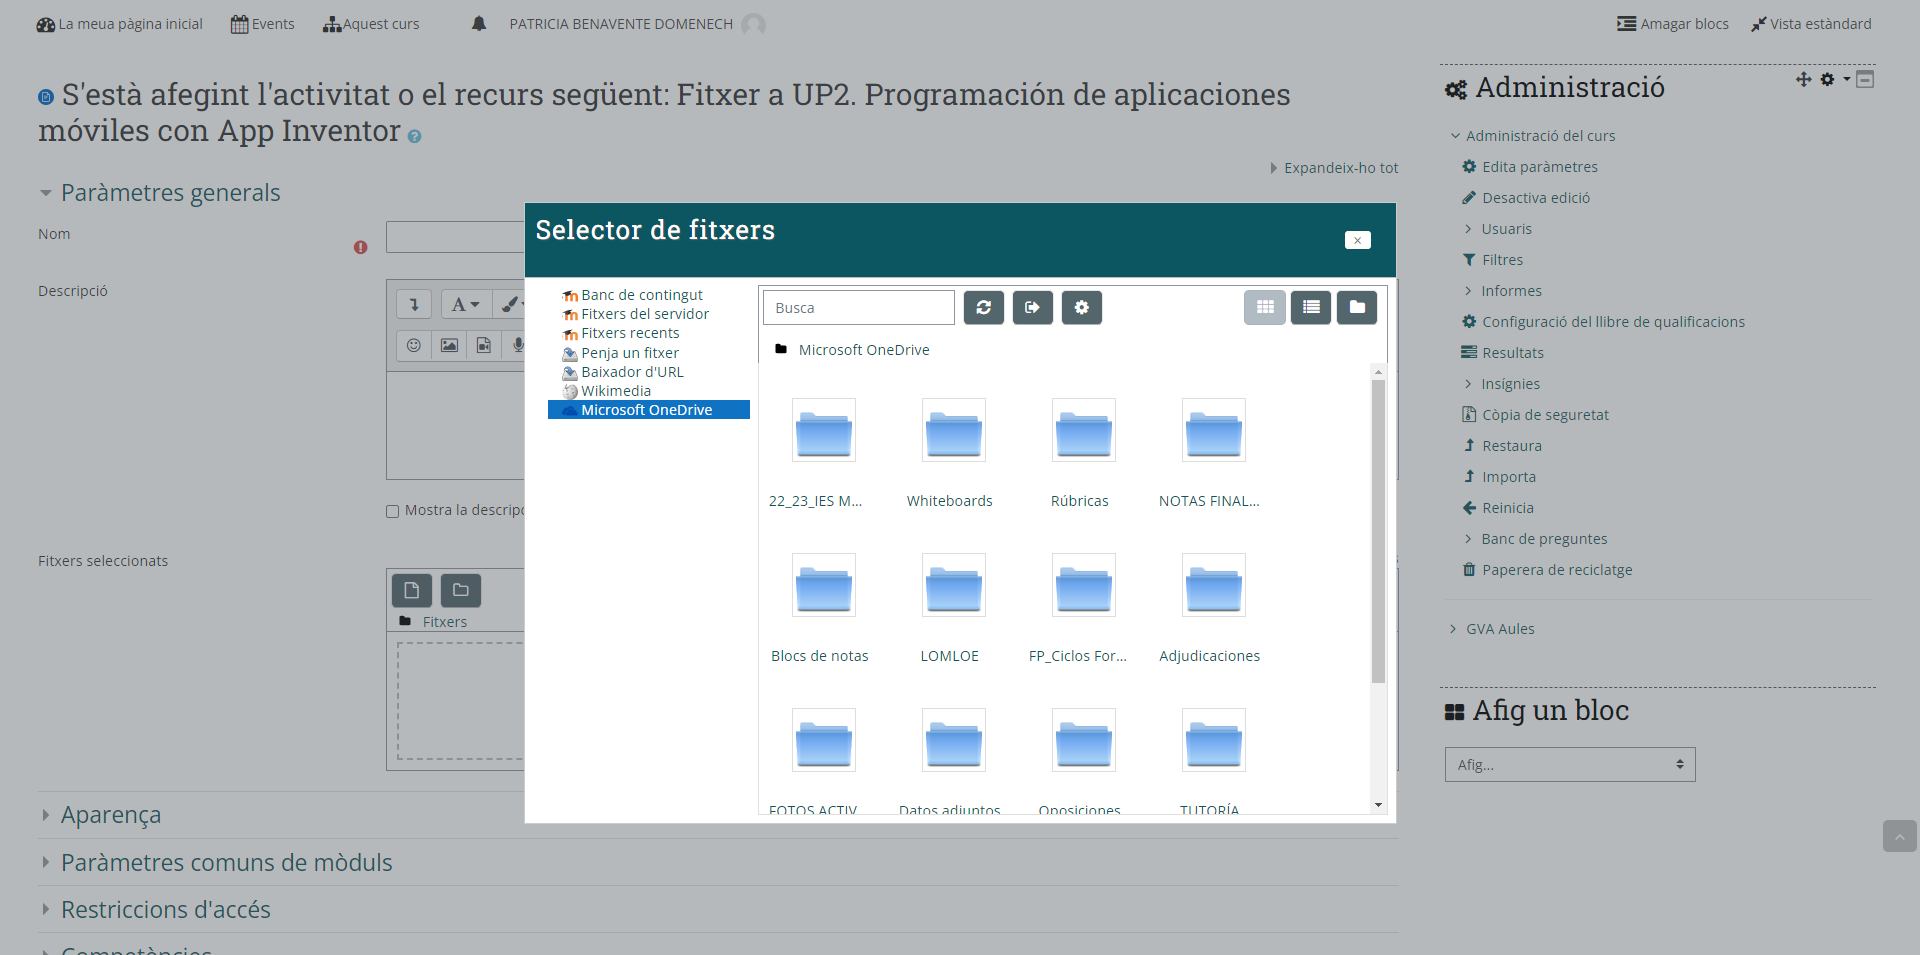 La meua pàgina inicial
Events
Aquest curs
PATRICIA BENAVENTE DOMENECH
Amagar blocs
Vista estàndard
S'està afegint l'activitat o el recurs següent: Fitxer a UP2. Programación de aplicaciones
móviles con App Inventor
Expandeix-ho tot
Paràmetres generals
Nom
Descripció
Mostra la descripc
Fitxers seleccionats
Fitxers
Aparença
Paràmetres comuns de mòduls
Restriccions d'accés
Competències
Selector de fitxers
Banc de contingut
Fitxers del servidor
Fitxers recents
Penja un fitxer
Baixador d'URL
Wikimedia
Microsoft OneDrive
Busca
Microsoft OneDrive
22_23_IES M...
Whiteboards
Rúbricas
NOTAS FINAL...
Blocs de notas
LOMLOE
FP_Ciclos For...
Adjudicaciones
FOTOS ACTIV
Datos adjuntos
Oposiciones
TUTORÍA
Administració
Administració del curs
Edita paràmetres
Desactiva edició
Usuaris
Filtres
Informes
Configuració del llibre de qualificacions
Resultats
Insígnies
Còpia de seguretat
Restaura
Importa
Reinicia
Banc de preguntes
Paperera de reciclatge
GVA Aules
Afig un bloc
Afig...